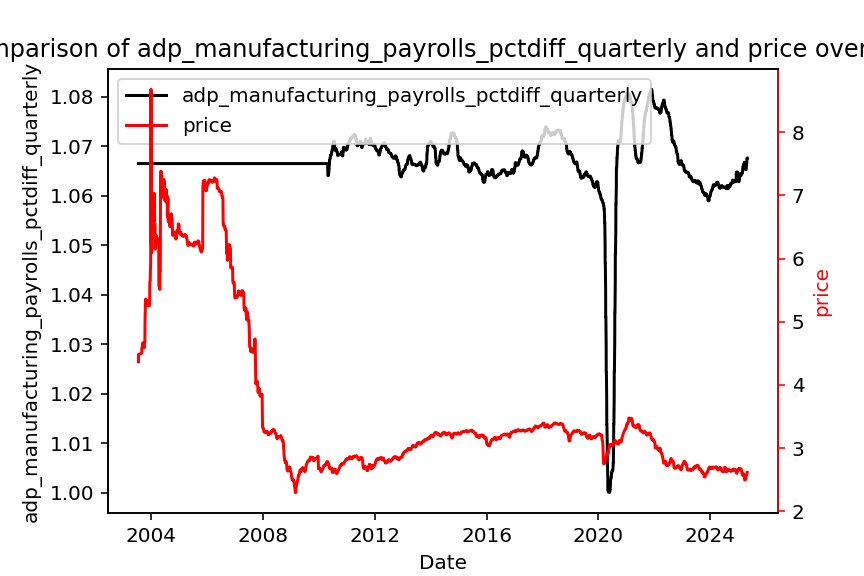 mparison of adp_manufacturing_payrolls_pctdiff_quarterly and price over
adp_manufacturing_payrolls_pctdiff_quarterly
price
adp_manufacturing_payrolls_pctdiff_quarterly
1.08
1.07
1.06
1.05
1.04
1.03
1.02
1.01
1.00
8
7
6
5
4
3
2
price
2004 2008 2012 2016 2020 2024
Date